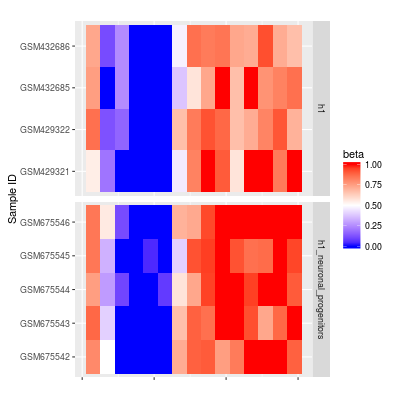 Sample ID
GSM432686
GSM432685
GSM429322
GSM429321
h1
GSM675546
GSM675545
GSM675544
GSM675543
GSM675542
h1_neuronal_progenitors
beta
1.00
0.75
0.50
0.25
0.00